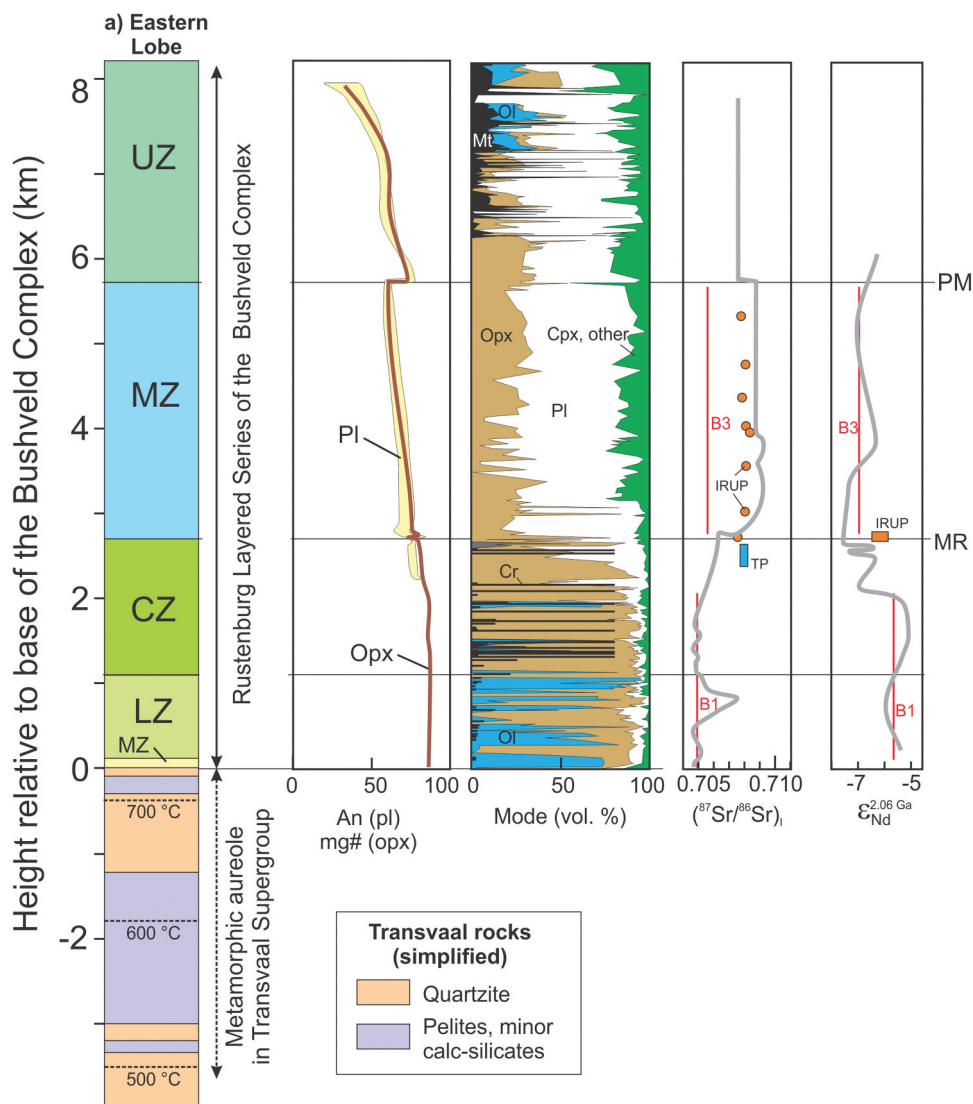 a) Eastern
Lobe
Height relative to base of the Bushveld Complex (km)
8
6
4
2
0
-2
UZ
MZ
CZ
LZ
MZ
700 °C
600 °C
500 °C
Rustenburg Layered Series of the Bushveld Complex
Metamorphic aureole
in Transvaal Supergroup
Pl
Opx
0
50
100
An (pl)
mg# (opx)
Ol
Mt
Opx
Cpx, other
Pl
Cr
Ol
0
50
100
Mode (vol. %)
B3
IRUP
TP
B1
0.705
0.710
(⁸⁷Sr/⁸⁶Sr)ᵢ
B3
IRUP
B1
-7
-5
ε Nd 2.06 Ga
PM
MR
Transvaal rocks
(simplified)
Quartzite
Pelites, minor
calc-silicates